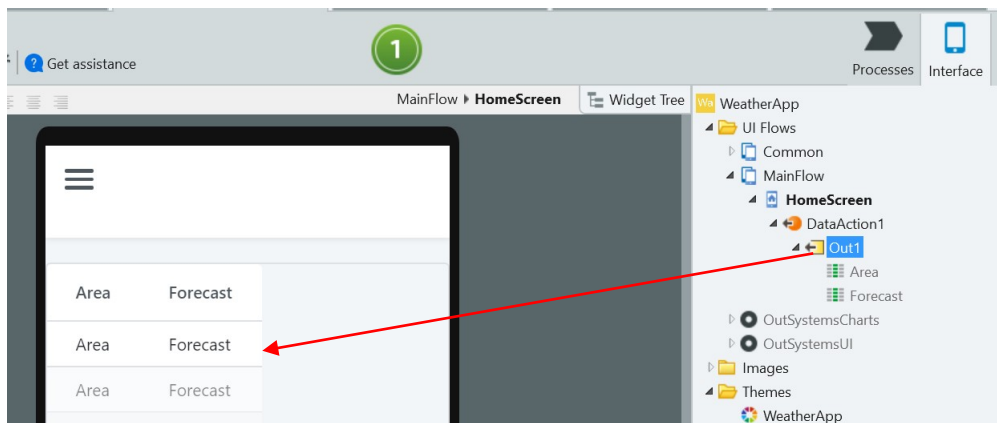 1
Get assistance
Processes Interface
MainFlow HomeScreen Widget Tree
Wa WeatherApp
UI Flows
Common
MainFlow
HomeScreen
DataAction1
Out1
Area
Forecast
OutSystemsCharts
OutSystemsUI
Images
Themes
WeatherApp
Area Forecast
Area Forecast
Area Forecast